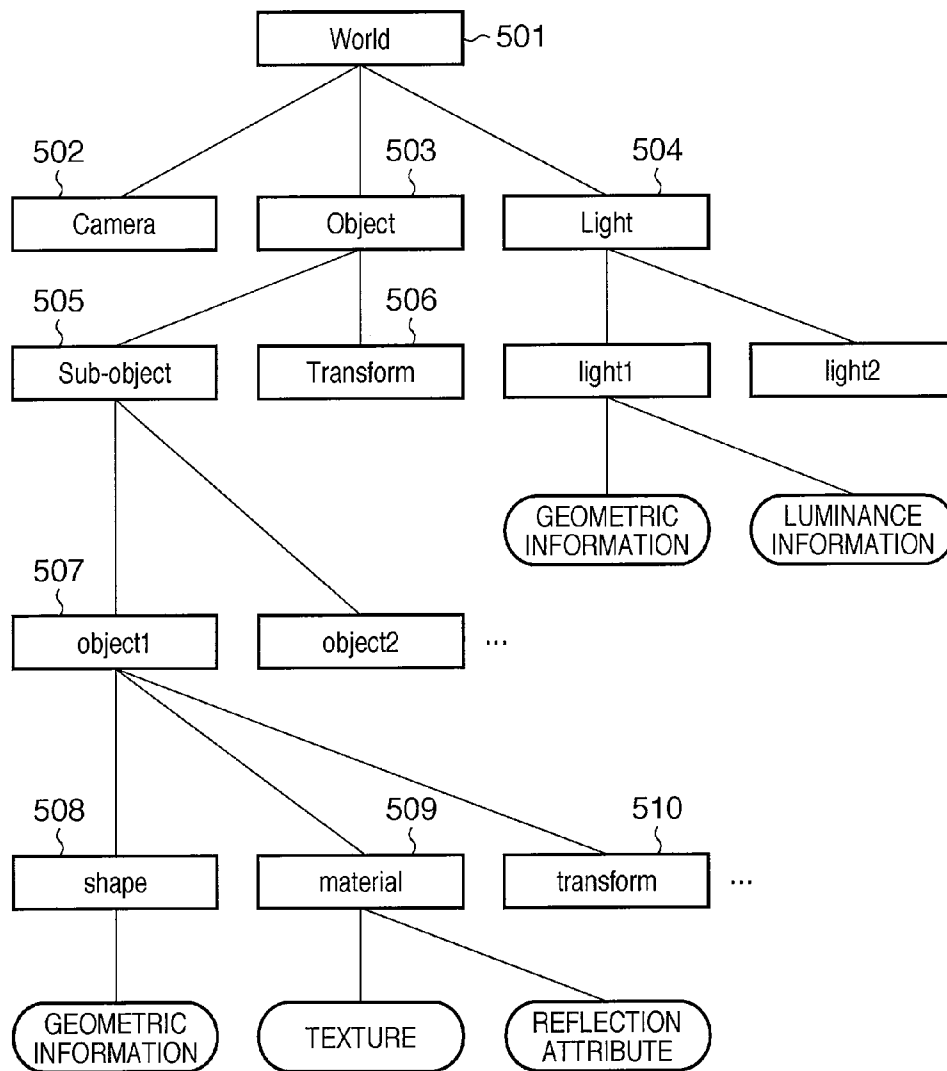 World
501
502
503
504
Camera
Object
Light
505
506
Sub-object
Transform
light1
light2
GEOMETRIC
INFORMATION
LUMINANCE
INFORMATION
507
object1
object2
...
508
509
510
shape
material
transform
...
GEOMETRIC
INFORMATION
TEXTURE
REFLECTION
ATTRIBUTE